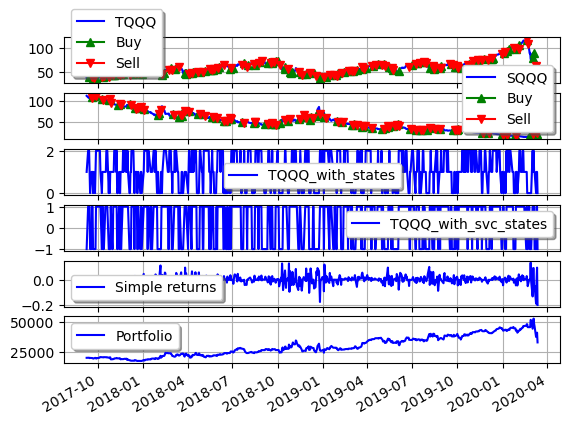 TQQQ
Buy
Sell
100
50
SQQQ
Buy
Sell
100
50
2
0
TQQQ_with_states
1
0
−1
TQQQ_with_svc_states
0.0
−0.2
Simple returns
50000
25000
Portfolio
2017-10 2018-01 2018-04 2018-07 2018-10 2019-01 2019-04 2019-07 2019-10 2020-01 2020-04